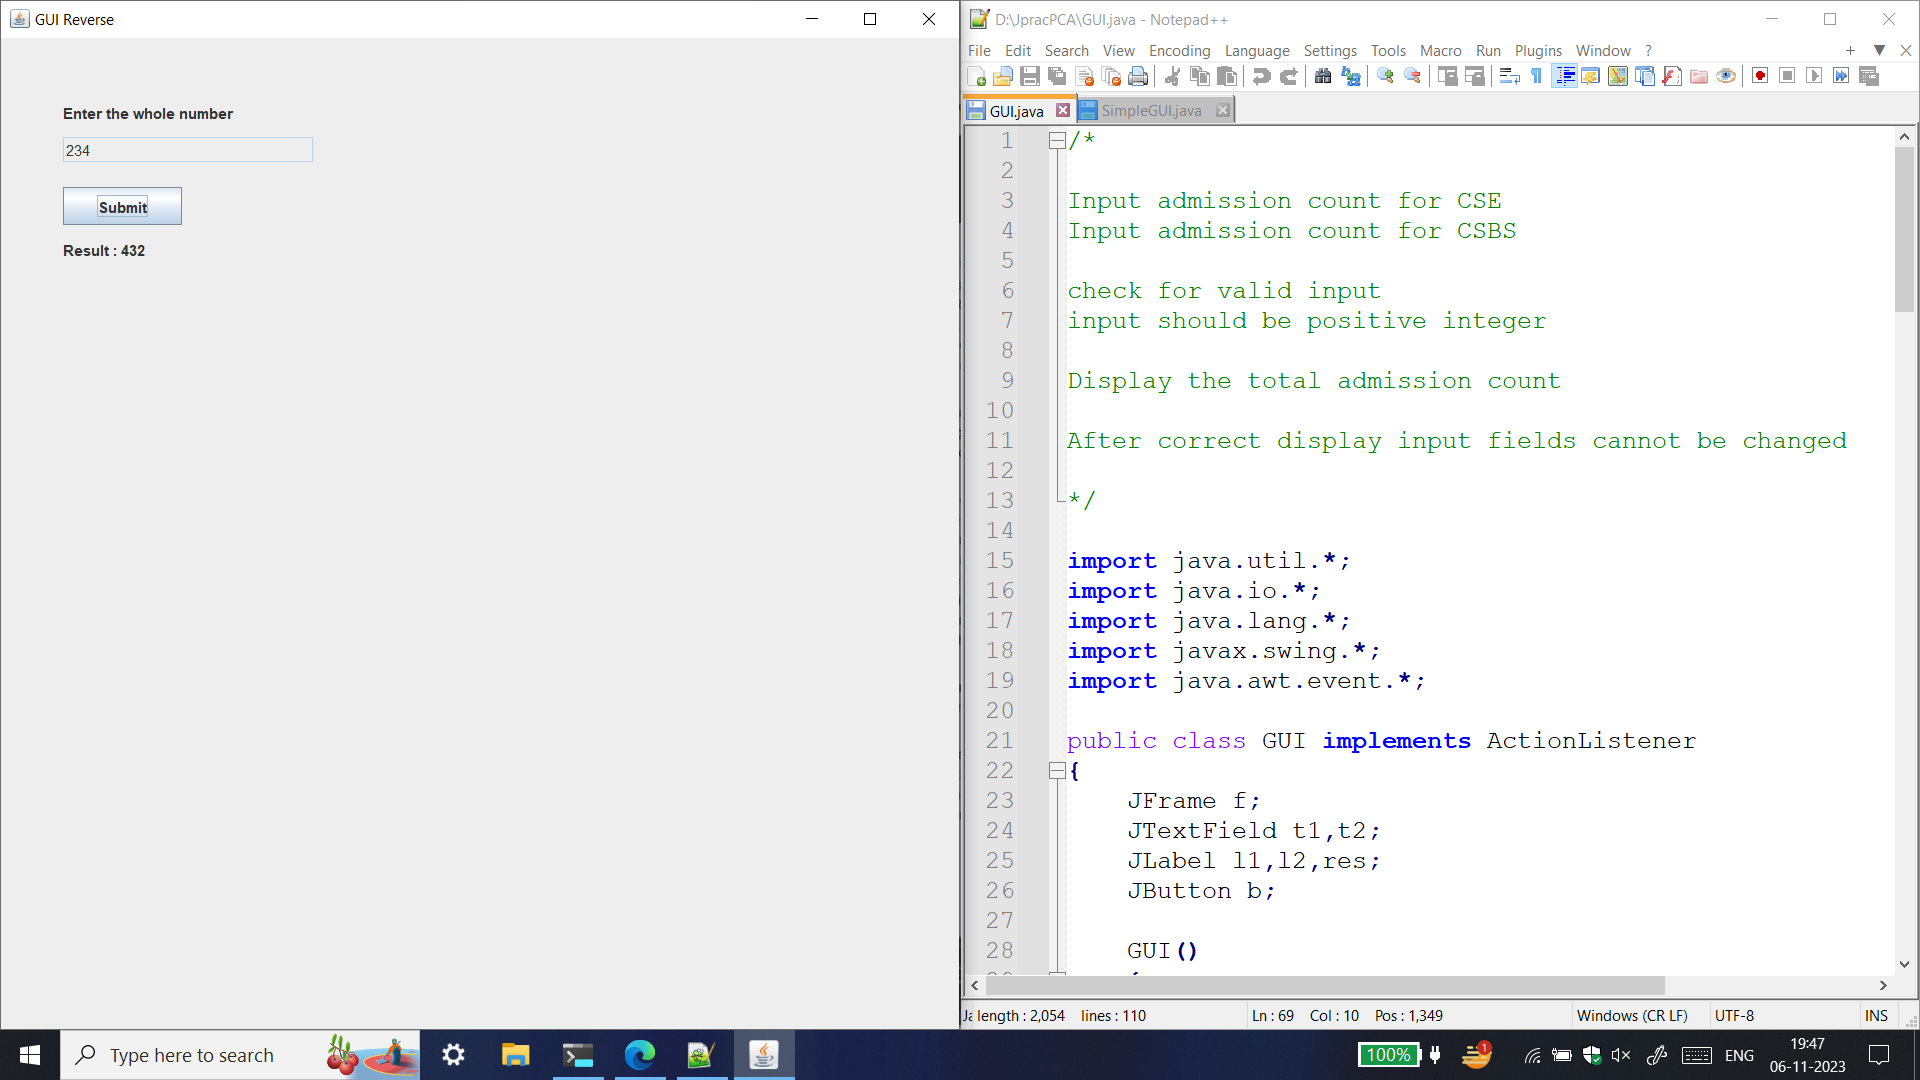 GUI Reverse
Enter the whole number
234
Submit
Result : 432
D:\JpracPCA\GUI.java - Notepad++
File Edit Search View Encoding Language Settings Tools Macro Run Plugins Window ?
GUI.java
SimpleGUI.java
1 /*
2
3 Input admission count for CSE
4 Input admission count for CSBS
5
6 check for valid input
7 input should be positive integer
8
9 Display the total admission count
10
11 After correct display input fields cannot be changed
12
13 */
14
15 import java.util.*;
16 import java.io.*;
17 import java.lang.*;
18 import javax.swing.*;
19 import java.awt.event.*;
20
21 public class GUI implements ActionListener
22 {
23 JFrame f;
24 JTextField t1,t2;
25 JLabel l1,l2,res;
26 JButton b;
27
28 GUI()
Ja length : 2,054 lines : 110 Ln : 69 Col : 10 Pos : 1,349 Windows (CR LF) UTF-8 INS
Type here to search
100%
1
ENG
19:47
06-11-2023